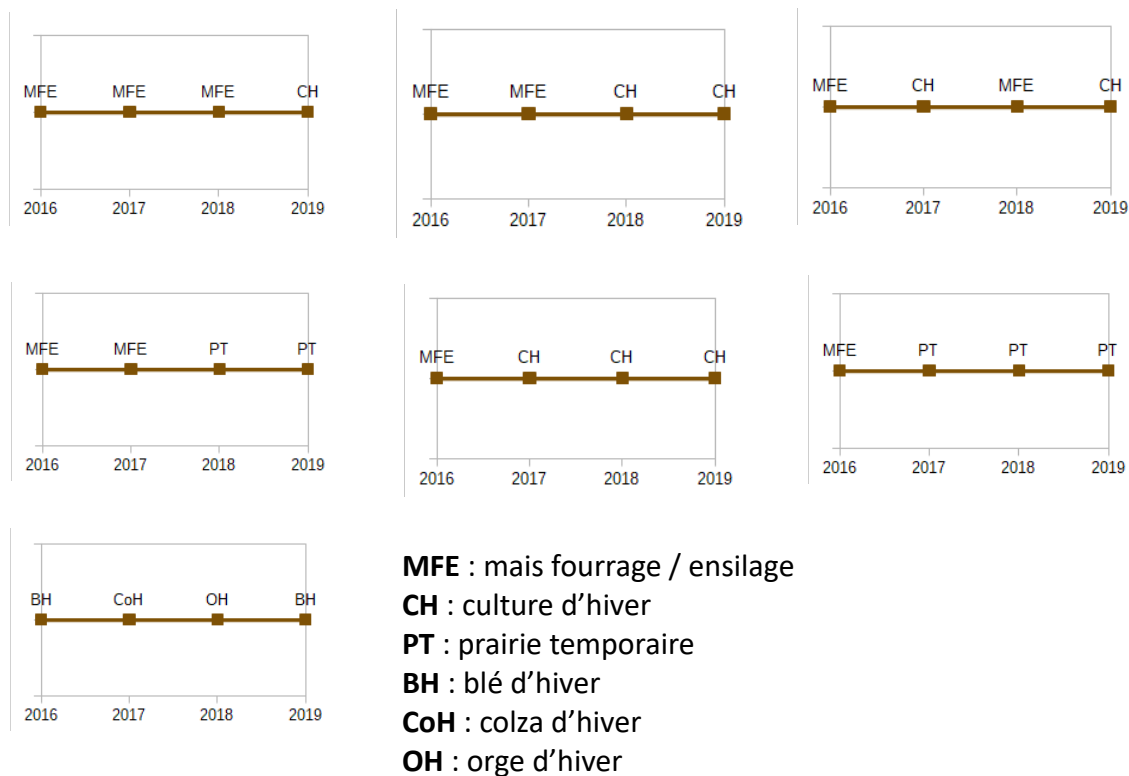 MFE MFE MFE CH
2016 2017 2018 2019
MFE MFE CH CH
2016 2017 2018 2019
MFE CH MFE CH
2016 2017 2018 2019
MFE MFE PT PT
2016 2017 2018 2019
MFE CH CH CH
2016 2017 2018 2019
MFE PT PT PT
2016 2017 2018 2019
BH CoH OH BH
2016 2017 2018 2019
MFE : mais fourrage / ensilage
CH : culture d’hiver
PT : prairie temporaire
BH : blé d’hiver
CoH : colza d’hiver
OH : orge d’hiver